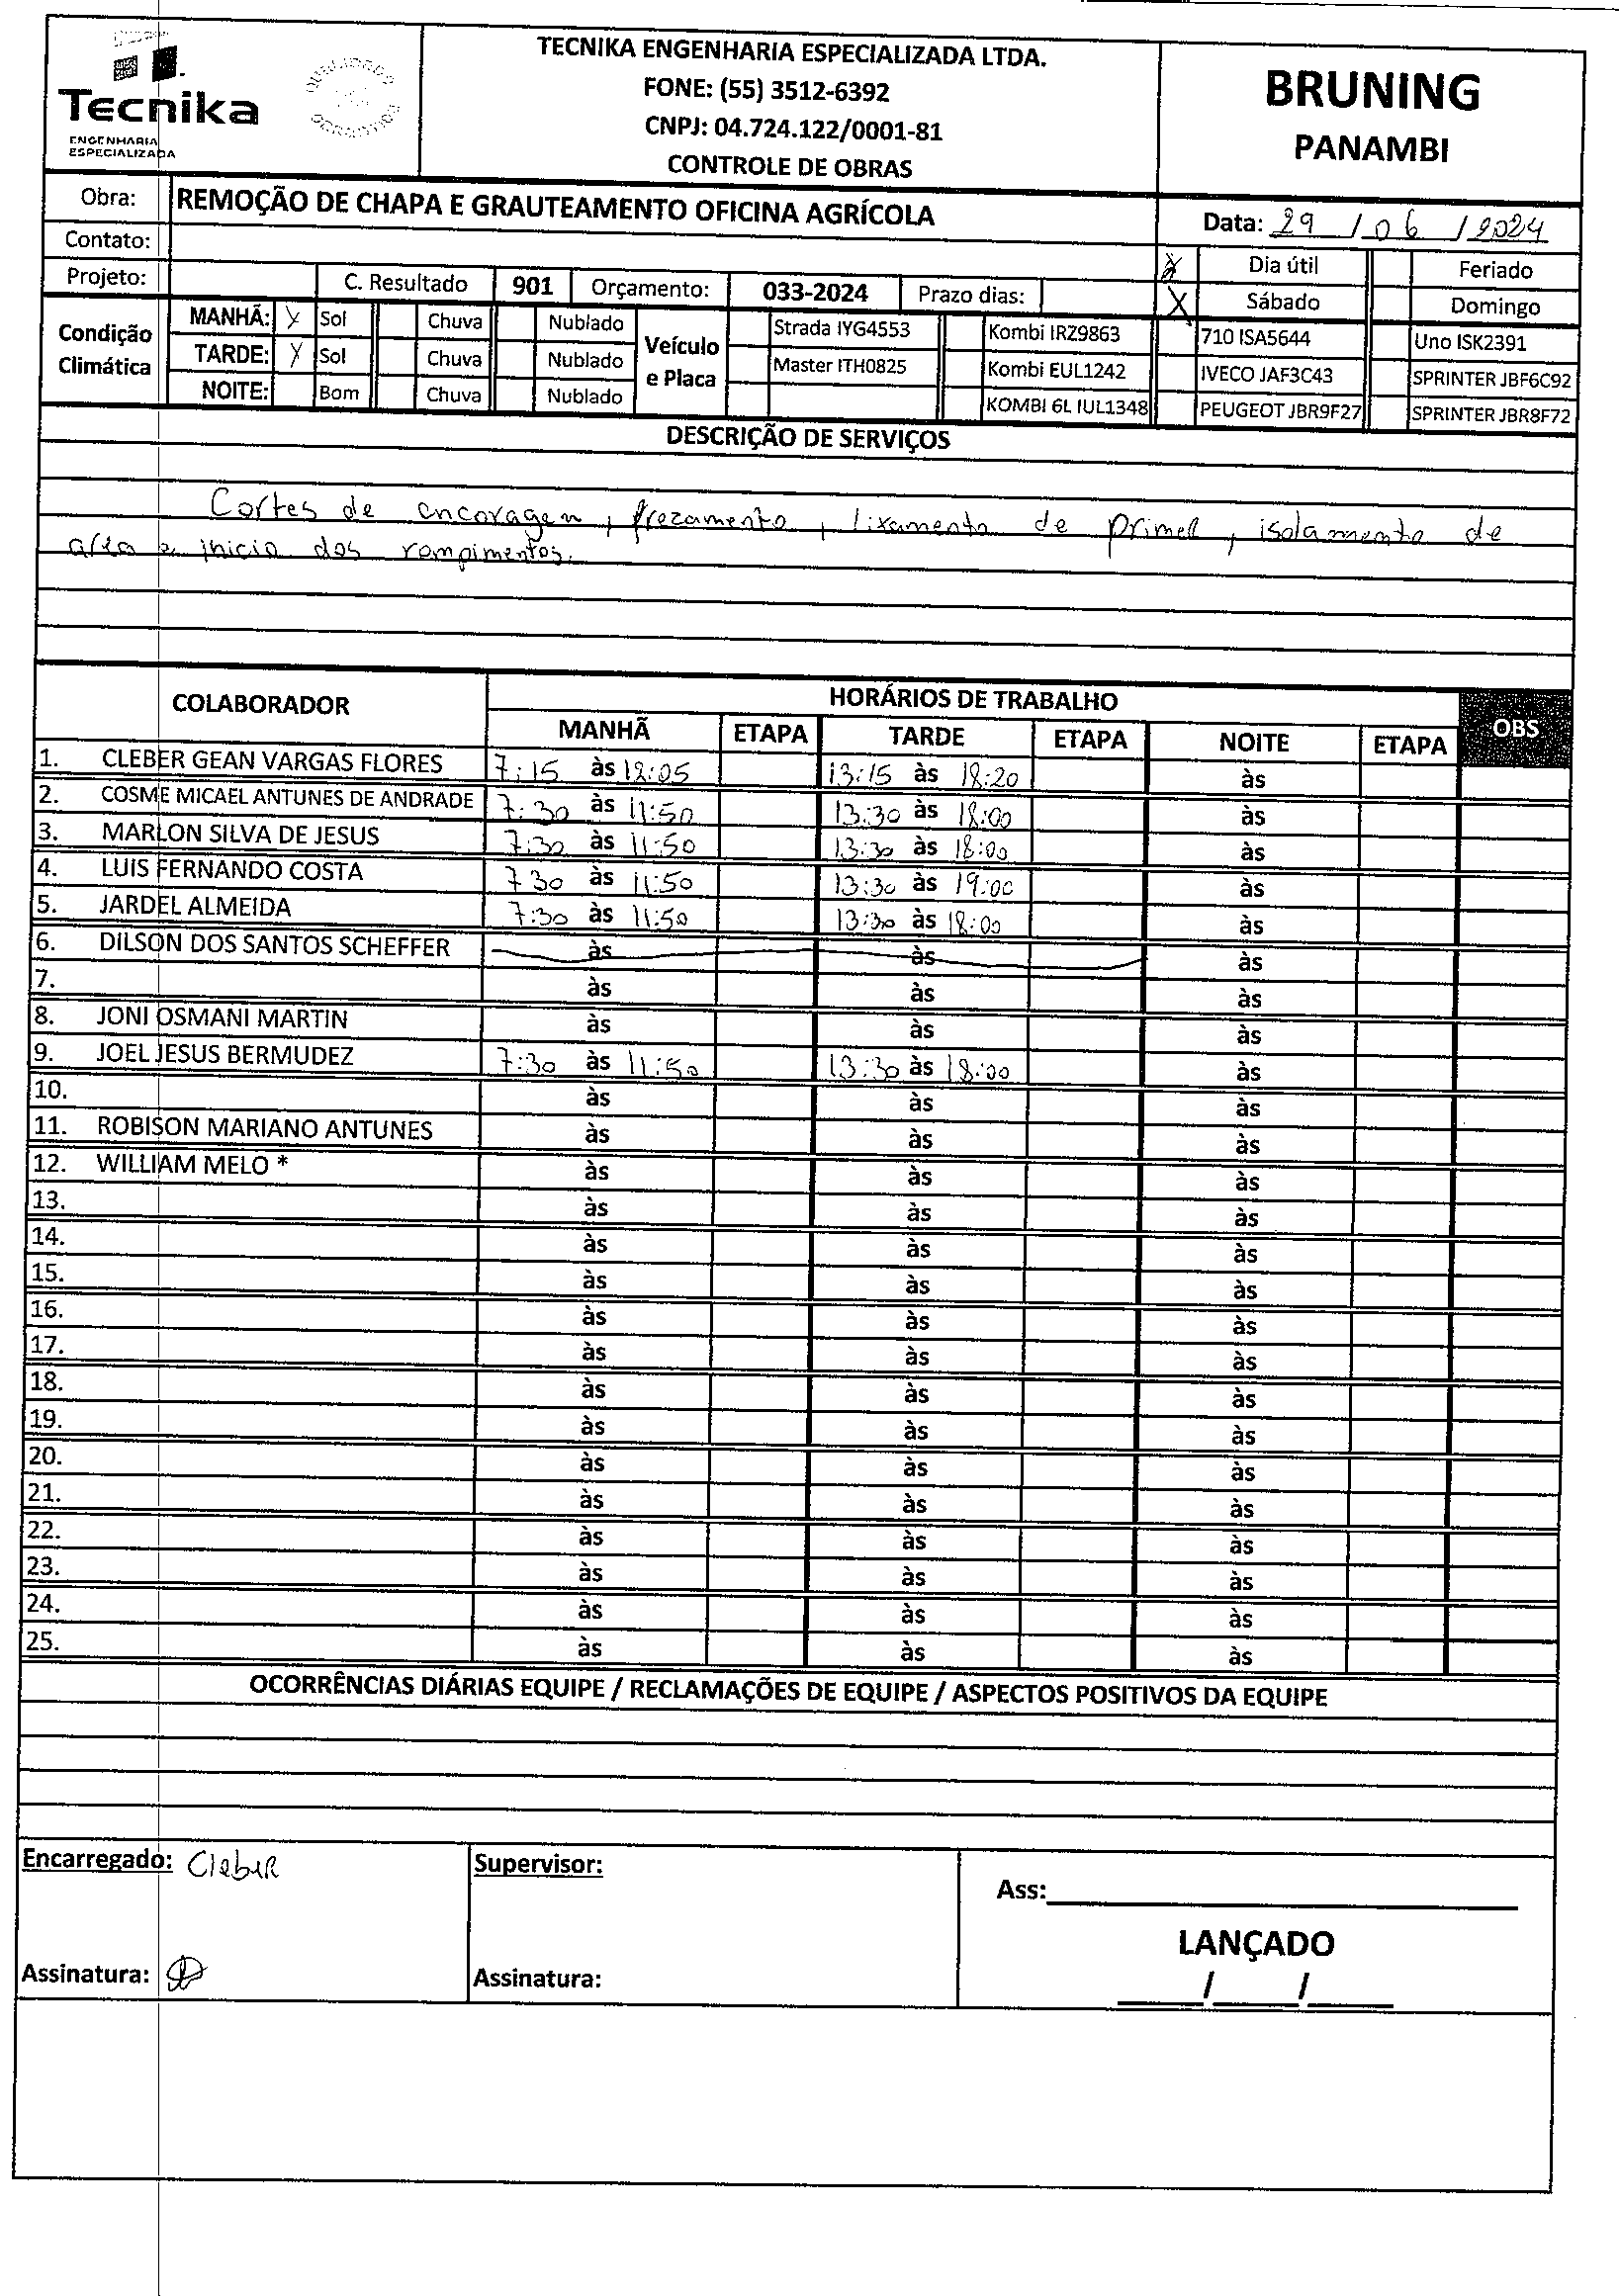 Tecnika
ENGENHARIA
ESPECIALIZADA
TECNIKA ENGENHARIA ESPECIALIZADA LTDA.
FONE: (55) 3512-6392
CNPJ: 04.724.122/0001-81
CONTROLE DE OBRAS
BRUNING
PANAMBI
Obra: REMOÇÃO DE CHAPA E GRAUTEAMENTO OFICINA AGRÍCOLA
Data: 29 / 06 / 2024
Contato:
Dia útil Feriado
Projeto: C. Resultado 901 Orçamento: 033-2024 Prazo dias: X Sábado Domingo
Condição Climática
MANHÃ: X Sol Chuva Nublado
TARDE: X Sol Chuva Nublado
NOITE: Bom Chuva Nublado
Veículo e Placa
Strada IYG4553 Kombi IRZ9863 710 ISA5644 Uno ISK2391
Master ITH0825 Kombi EUL1242 IVECO JAF3C43 SPRINTER JBF6C92
KOMBI 6L IUL1348 PEUGEOT JBR9F27 SPRINTER JBR8F72
DESCRIÇÃO DE SERVIÇOS
Cortes de encoragen, frezamento, lixamento de primer, isolamento de
area e inicio dos rompimentos.
COLABORADOR HORÁRIOS DE TRABALHO OBS
MANHÃ ETAPA TARDE ETAPA NOITE ETAPA
1. CLEBER GEAN VARGAS FLORES 7:15 às 12:05 13:15 às 18:20 às
2. COSME MICAEL ANTUNES DE ANDRADE 7:30 às 11:50 13:30 às 18:00 às
3. MARLON SILVA DE JESUS 7:30 às 11:50 13:30 às 18:00 às
4. LUIS FERNANDO COSTA 7 30 às 11:50 13:30 às 19:00 às
5. JARDEL ALMEIDA 7:30 às 11:50 13:30 às 18:00 às
6. DILSON DOS SANTOS SCHEFFER às às às
7. às às às
8. JONI OSMANI MARTIN às às às
9. JOEL JESUS BERMUDEZ 7:30 às 11:50 13:30 às 18:00 às
10. às às às
11. ROBISON MARIANO ANTUNES às às às
12. WILLIAM MELO * às às às
13. às às às
14. às às às
15. às às às
16. às às às
17. às às às
18. às às às
19. às às às
20. às às às
21. às às às
22. às às às
23. às às às
24. às às às
25. às às às
OCORRÊNCIAS DIÁRIAS EQUIPE / RECLAMAÇÕES DE EQUIPE / ASPECTOS POSITIVOS DA EQUIPE
Encarregado: Cleber
Supervisor:
Ass:
LANÇADO
Assinatura:
Assinatura:
/ /